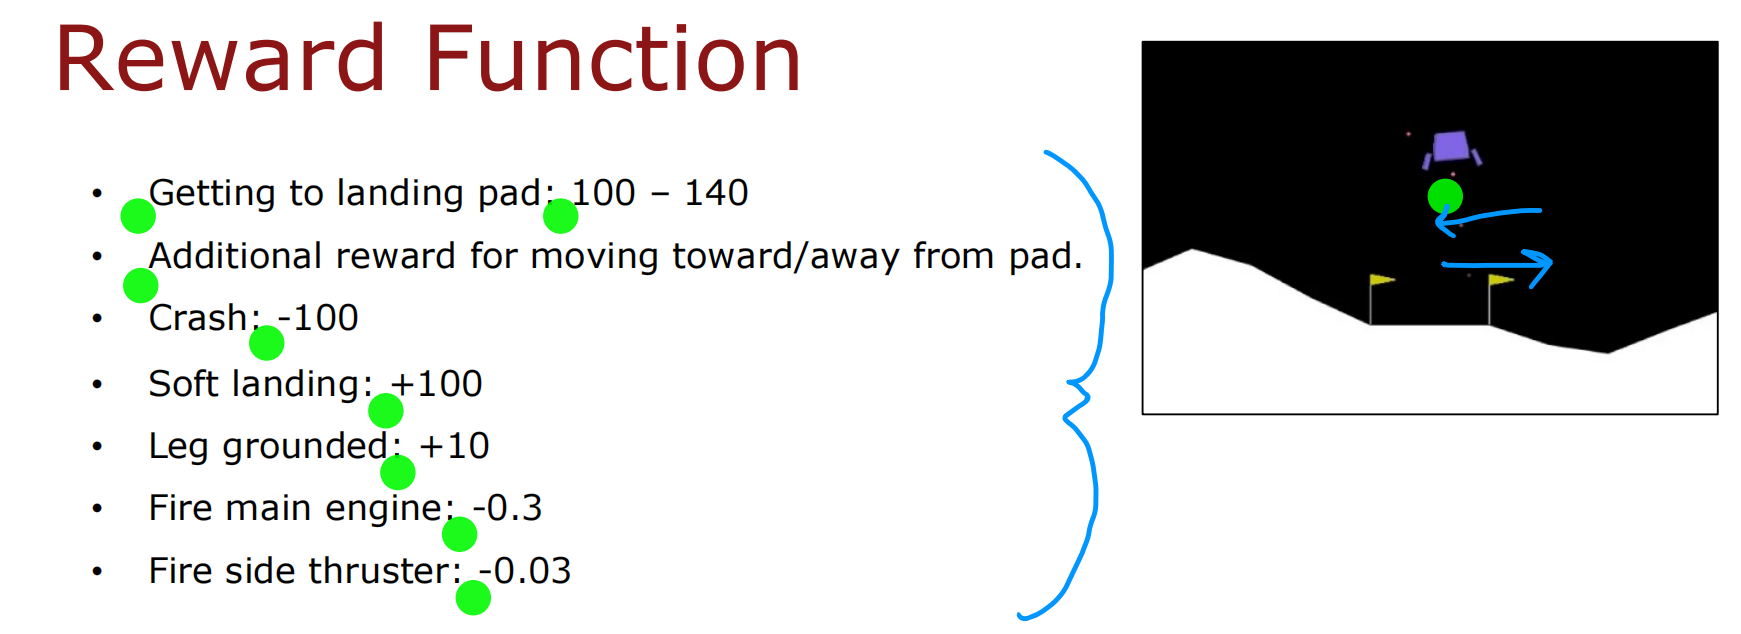 Reward Function
• Getting to landing pad: 100 – 140
• Additional reward for moving toward/away from pad.
• Crash: -100
• Soft landing: +100
• Leg grounded: +10
• Fire main engine: -0.3
• Fire side thruster: -0.03